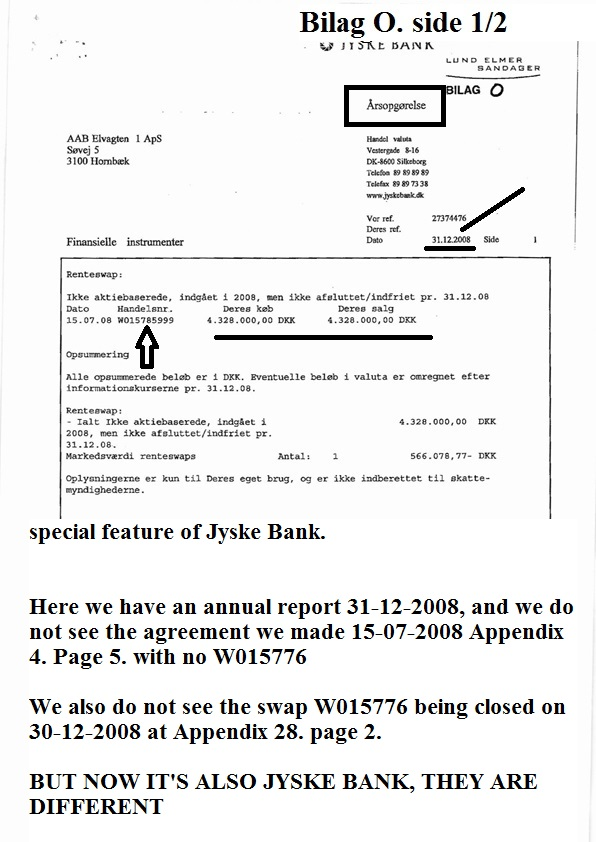 Bilag O. side 1/2
JYSKE BANK
LUND ELMER
SANDAGER
BILAG O
Årsopgørelse
AAB Elvagten 1 ApS
Søvej 5
3100 Hornbæk
Handel valuta
Vestergade 8-16
DK-8600 Silkeborg
Telefon 89 89 89 89
Telefax 89 89 73 38
www.jyskebank.dk
Vor ref. 27374476
Deres ref.
Dato 31.12.2008 Side 1
Finansielle instrumenter
Renteswap:
Ikke aktiebaserede, indgået i 2008, men ikke afsluttet/indfriet pr. 31.12.08
Dato Handelsnr. Deres køb Deres salg
15.07.08 W015785999 4.328.000,00 DKK 4.328.000,00 DKK
Opsummering
Alle opsummerede beløb er i DKK. Eventuelle beløb i valuta er omregnet efter
informationskurserne pr. 31.12.08.
Renteswap:
- Ialt Ikke aktiebaserede, indgået i 4.328.000,00 DKK
2008, men ikke afsluttet/indfriet pr.
31.12.08.
Markedsværdi renteswaps Antal: 1 566.078,77- DKK
Oplysningerne er kun til Deres eget brug, og er ikke indberettet til skatte-
myndighederne.
special feature of Jyske Bank.
Here we have an annual report 31-12-2008, and we do
not see the agreement we made 15-07-2008 Appendix
4. Page 5. with no W015776
We also do not see the swap W015776 being closed on
30-12-2008 at Appendix 28. page 2.
BUT NOW IT'S ALSO JYSKE BANK, THEY ARE
DIFFERENT